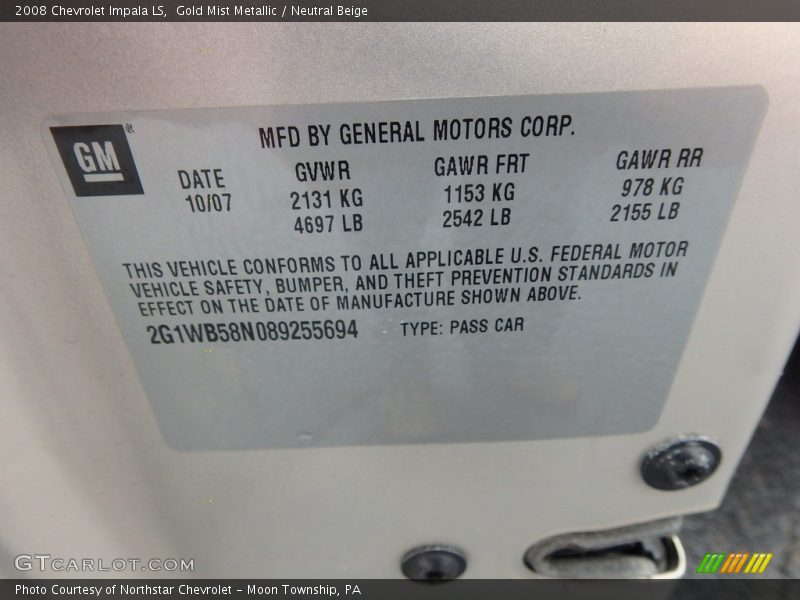 2008 Chevrolet Impala LS,  Gold Mist Metallic / Neutral Beige
GM
MFD BY GENERAL MOTORS CORP.
DATE GVWR GAWR FRT GAWR RR
10/07 2131 KG 1153 KG 978 KG
4697 LB 2542 LB 2155 LB
THIS VEHICLE CONFORMS TO ALL APPLICABLE U.S. FEDERAL MOTOR
VEHICLE SAFETY, BUMPER, AND THEFT PREVENTION STANDARDS IN
EFFECT ON THE DATE OF MANUFACTURE SHOWN ABOVE.
2G1WB58N089255694 TYPE: PASS CAR
GTCARLOT.COM
Photo Courtesy of Northstar Chevrolet - Moon Township, PA